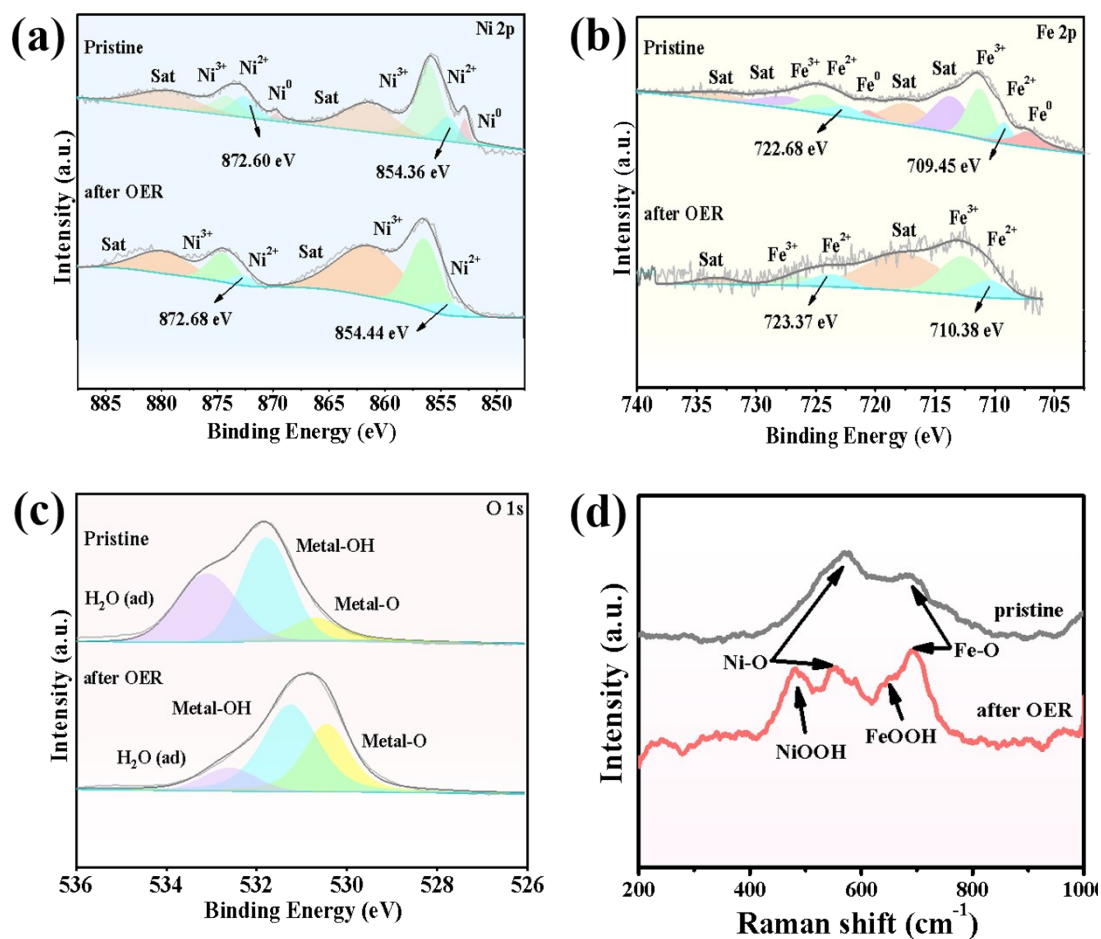 (a)
Ni 2p
Pristine
Sat Ni³⁺ Ni²⁺ Ni⁰ Sat Ni³⁺ Ni²⁺ Ni⁰
872.60 eV
854.36 eV
after OER
Sat Ni³⁺ Ni²⁺ Sat Ni³⁺ Ni²⁺
872.68 eV
854.44 eV
Intensity (a.u.)
885 880 875 870 865 860 855 850
Binding Energy (eV)
(b)
Fe 2p
Pristine
Sat Sat Fe³⁺ Fe²⁺ Fe⁰ Sat Sat Fe³⁺ Fe²⁺ Fe⁰
722.68 eV
709.45 eV
after OER
Sat Fe³⁺ Fe²⁺ Sat Fe³⁺ Fe²⁺
723.37 eV
710.38 eV
Intensity (a.u.)
740 735 730 725 720 715 710 705
Binding Energy (eV)
(c)
O 1s
Pristine
Metal-OH
H₂O (ad)
Metal-O
after OER
Metal-OH
H₂O (ad)
Metal-O
Intensity (a.u.)
536 534 532 530 528 526
Binding Energy (eV)
(d)
pristine
Ni-O
Fe-O
after OER
NiOOH
FeOOH
Intensity (a.u.)
200 400 600 800 1000
Raman shift (cm⁻¹)